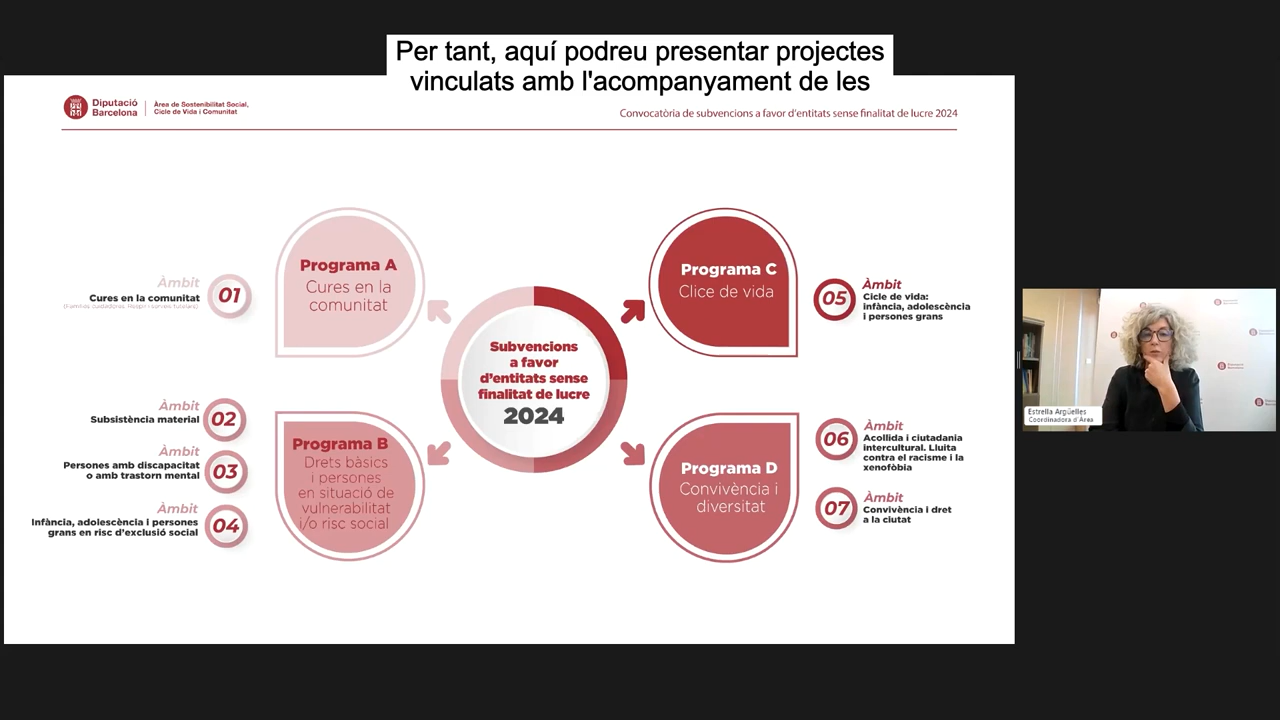 Per tant, aquí podreu presentar projectes
vinculats amb l'acompanyament de les
Diputació
Barcelona
Àrea de Sostenibilitat Social,
Cicle de Vida i Comunitat
Convocatòria de subvencions a favor d'entitats sense finalitat de lucre 2024
Àmbit
Cures en la comunitat
01
Programa A
Cures en la
comunitat
Programa C
Clice de vida
05
Àmbit
Cicle de vida:
infància, adolescència
i persones grans
Subvencions
a favor
d'entitats sense
finalitat de lucre
2024
Àmbit
Subsistència material
02
Àmbit
Persones amb discapacitat
o amb trastorn mental
03
Àmbit
Infància, adolescència i persones
grans en risc d'exclusió social
04
Programa B
Drets bàsics
i persones
en situació de
vulnerabilitat
i/o risc social
Programa D
Convivència i
diversitat
06
Àmbit
Acollida i ciutadania
intercultural. Lluita
contra el racisme i la
xenofòbia
07
Àmbit
Convivència i dret
a la ciutat
Estrella Argüelles
Coordinadora d'Àrea